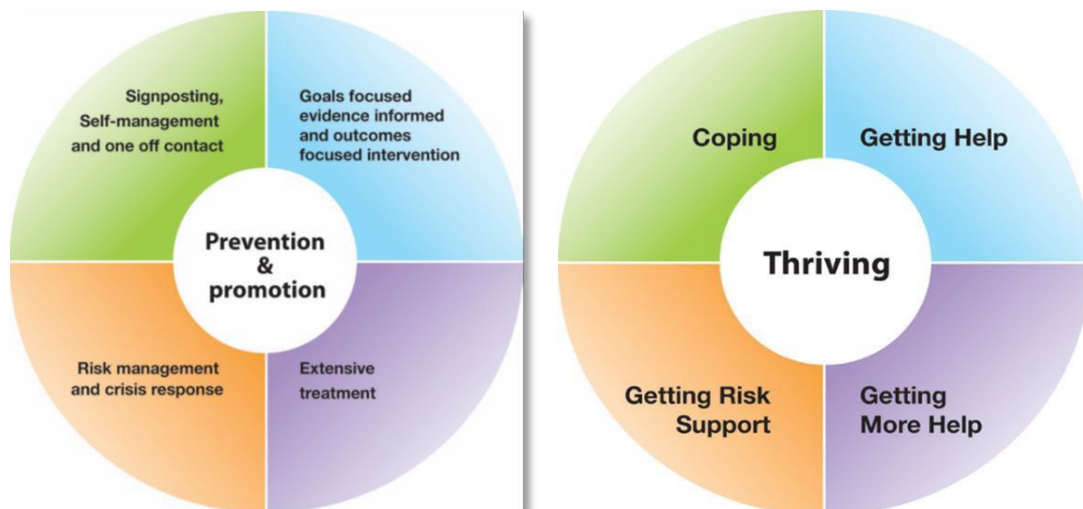 Signposting,
Self-management
and one off contact
Goals focused
evidence informed
and outcomes
focused intervention
Prevention
&
promotion
Risk management
and crisis response
Extensive
treatment
Coping
Getting Help
Thriving
Getting Risk
Support
Getting
More Help